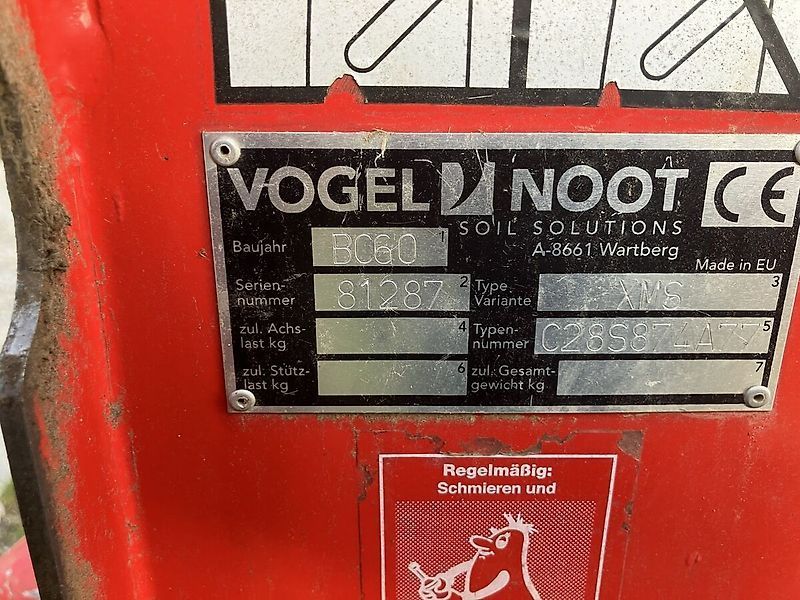 VOGEL NOOT CE
SOIL SOLUTIONS
Baujahr BCGO 1
A-8661 Wartberg
Made in EU
Serien-
nummer 81287 2
Type
Variante XMS 3
zul. Achs-
last kg 4
Typen-
nummer C28S874A77 5
zul. Stütz-
last kg 6
zul. Gesamt-
gewicht kg 7
Regelmäßig:
Schmieren und